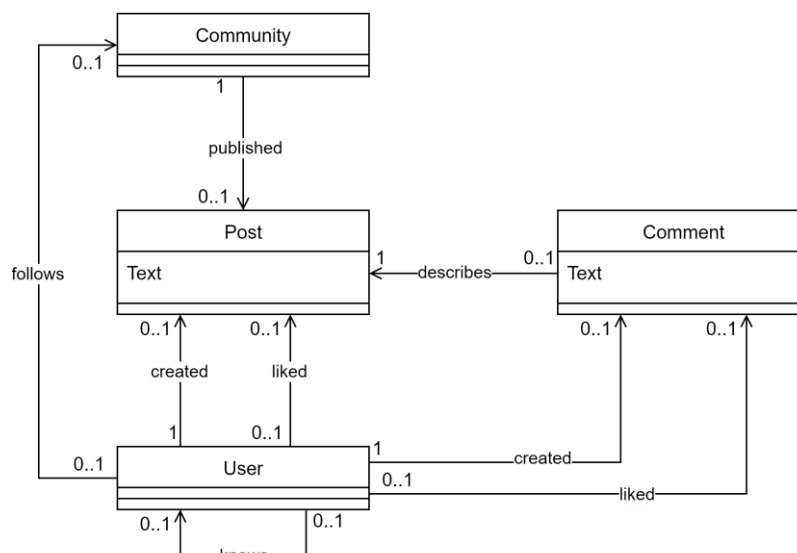 Community
0..1
1
published
0..1
Post
Comment
Text
1
describes
0..1
Text
follows
0..1
0..1
0..1
0..1
created
liked
1
0..1
1
User
created
0..1
0..1
liked
0..1
0..1
knows